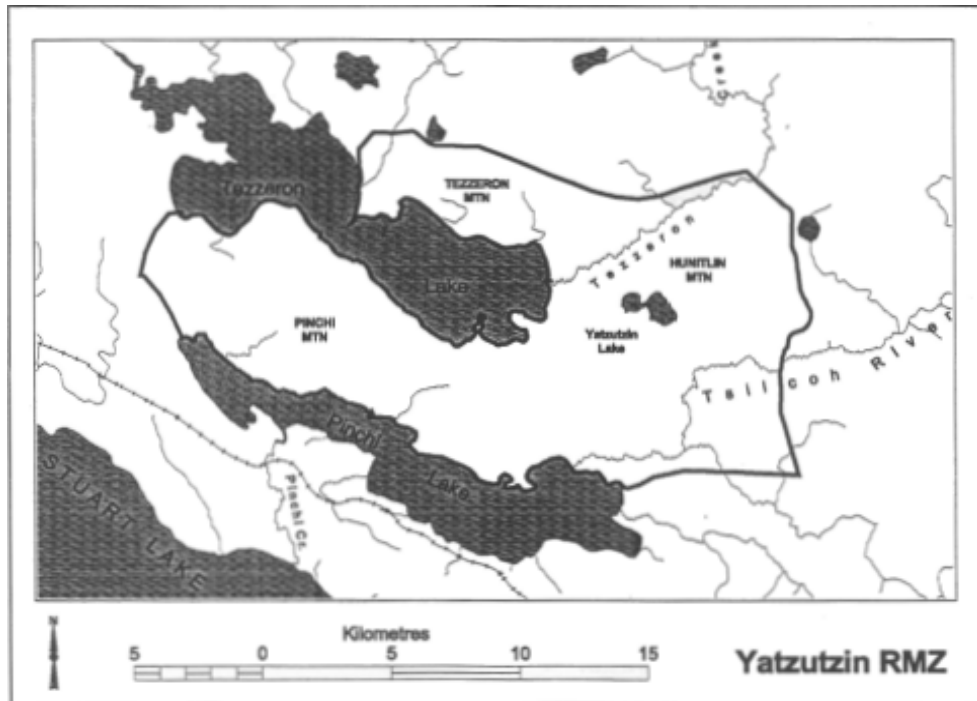 Creek
Tezzeron
TEZZERON
MTN
Tezzeron
HUNITLIN
MTN
Lake
PINCHI
MTN
Yatzutzin
Lake
Tsilcoh River
Pinchi
Lake
STUART LAKE
Pinchi Cr.
N
Kilometres
5 0 5 10 15
Yatzutzin RMZ